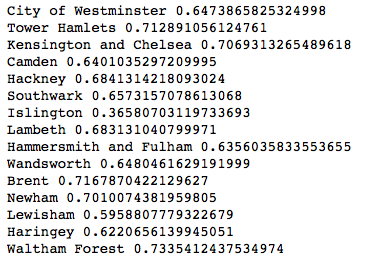 City of Westminster 0.6473865825324998
Tower Hamlets 0.712891056124761
Kensington and Chelsea 0.7069313265489618
Camden 0.6401035297209995
Hackney 0.6841314218093024
Southwark 0.6573157078613068
Islington 0.36580703119733693
Lambeth 0.683131040799971
Hammersmith and Fulham 0.6356035833553655
Wandsworth 0.6480461629191999
Brent 0.7167870422129627
Newham 0.7010074381959805
Lewisham 0.5958807779322679
Haringey 0.6220656139945051
Waltham Forest 0.7335412437534974